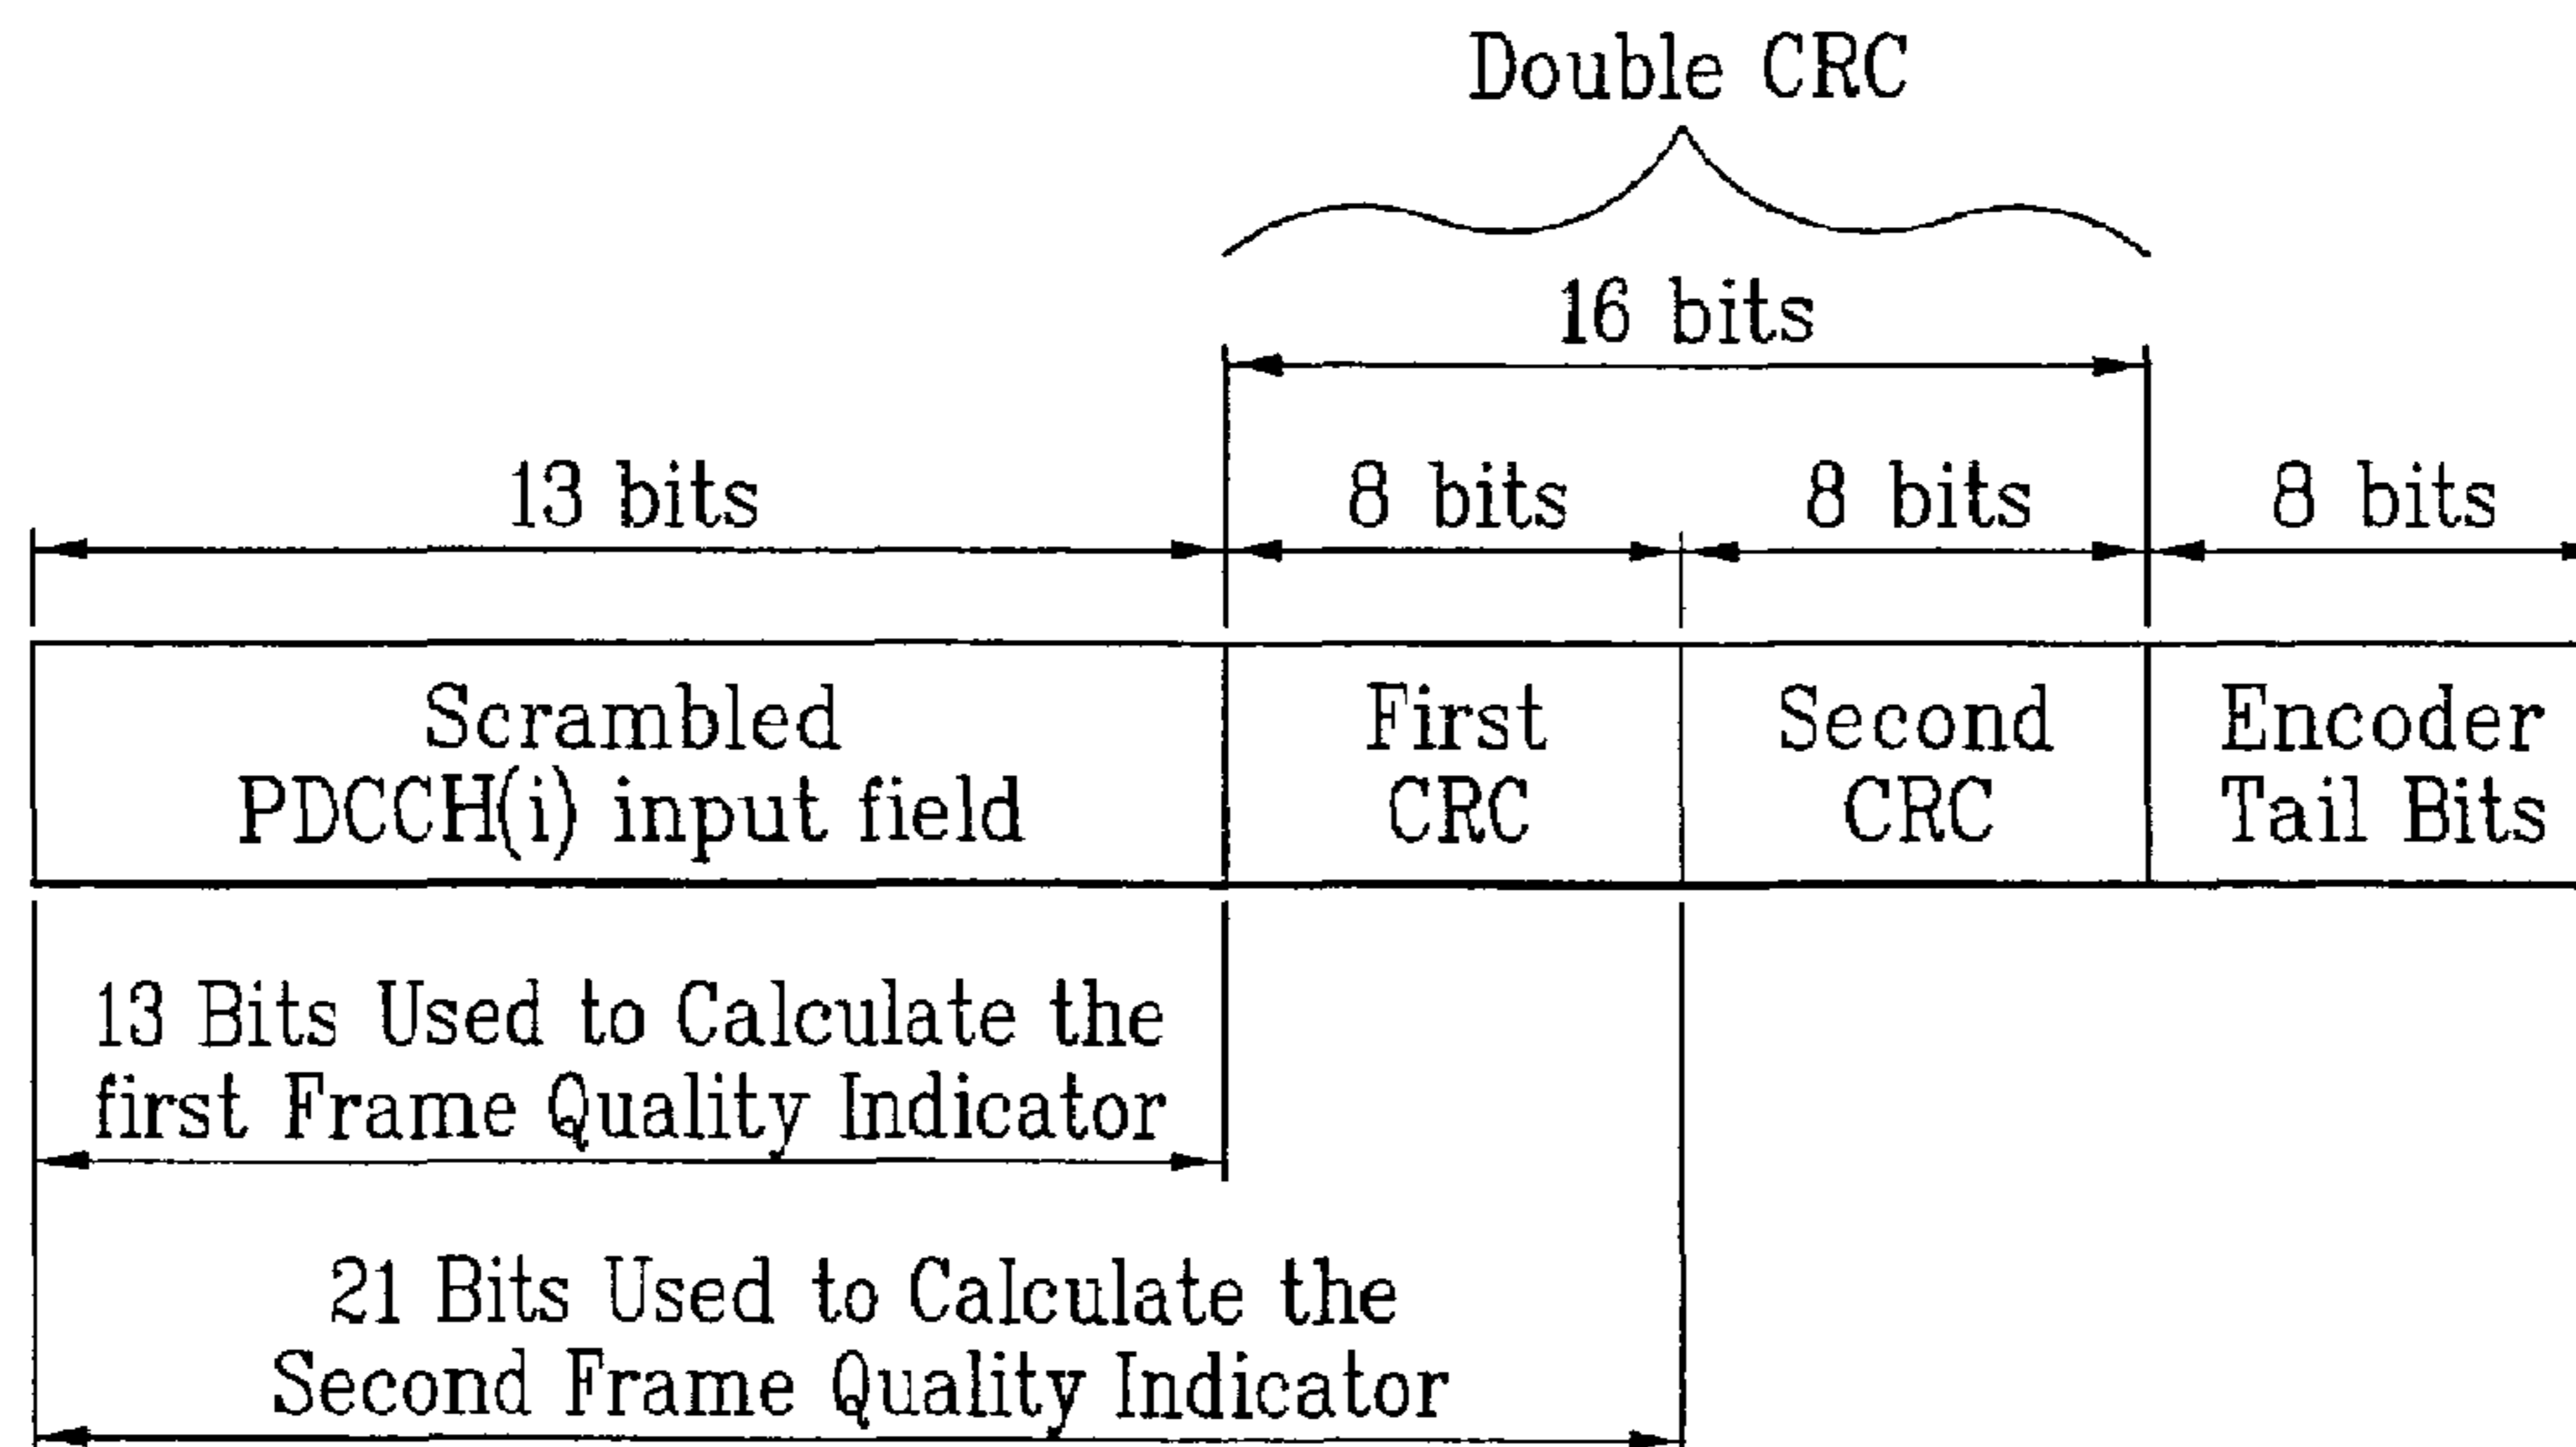 Double CRC
16 bits
13 bits
8 bits
8 bits
8 bits
Scrambled
PDCCH(i) input field
First
CRC
Second
CRC
Encoder
Tail Bits
13 Bits Used to Calculate the
first Frame Quality Indicator
21 Bits Used to Calculate the
Second Frame Quality Indicator